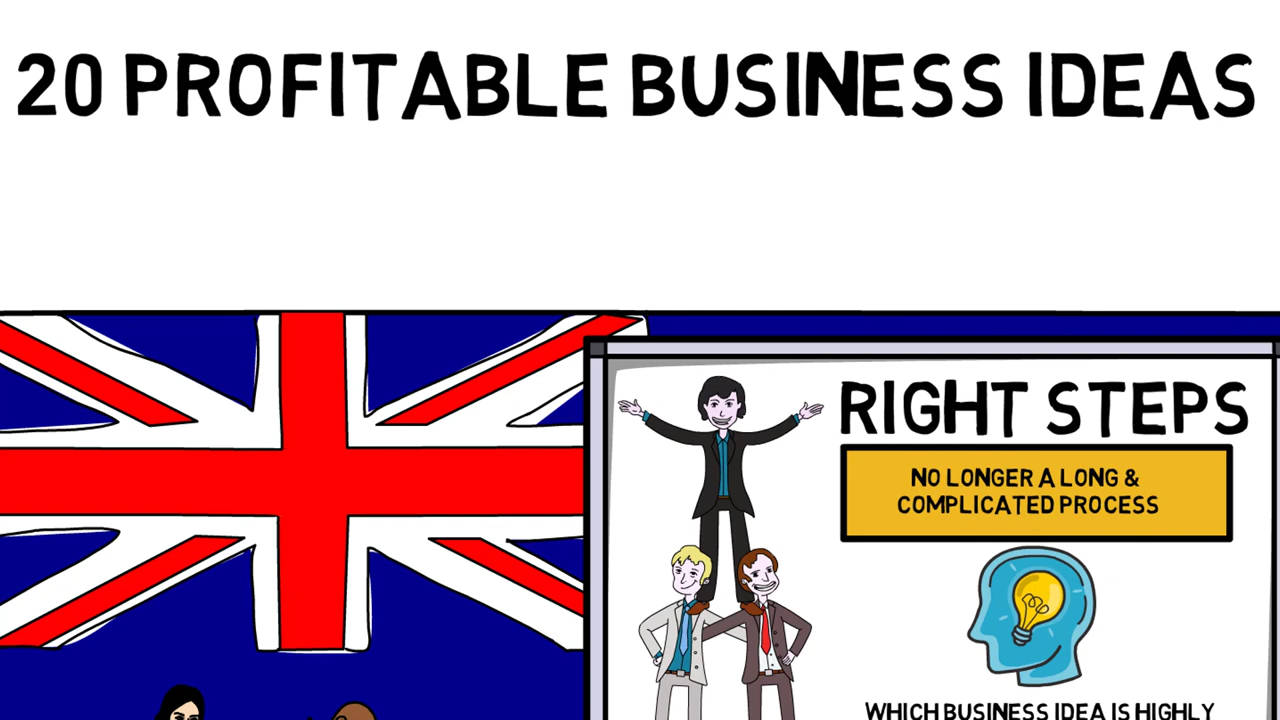 20 PROFITABLE BUSINESS IDEAS
RIGHT STEPS
NO LONGER A LONG &
COMPLICATED PROCESS
WHICH BUSINESS IDEA IS HIGHLY